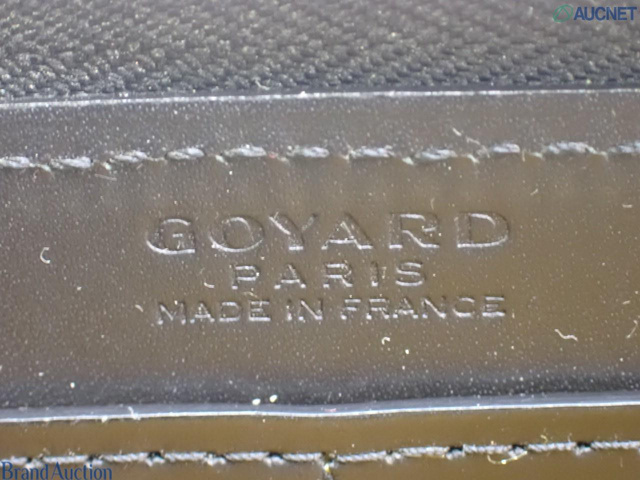 AUCNET
GOYARD
PARIS
MADE IN FRANCE
Brand Auction